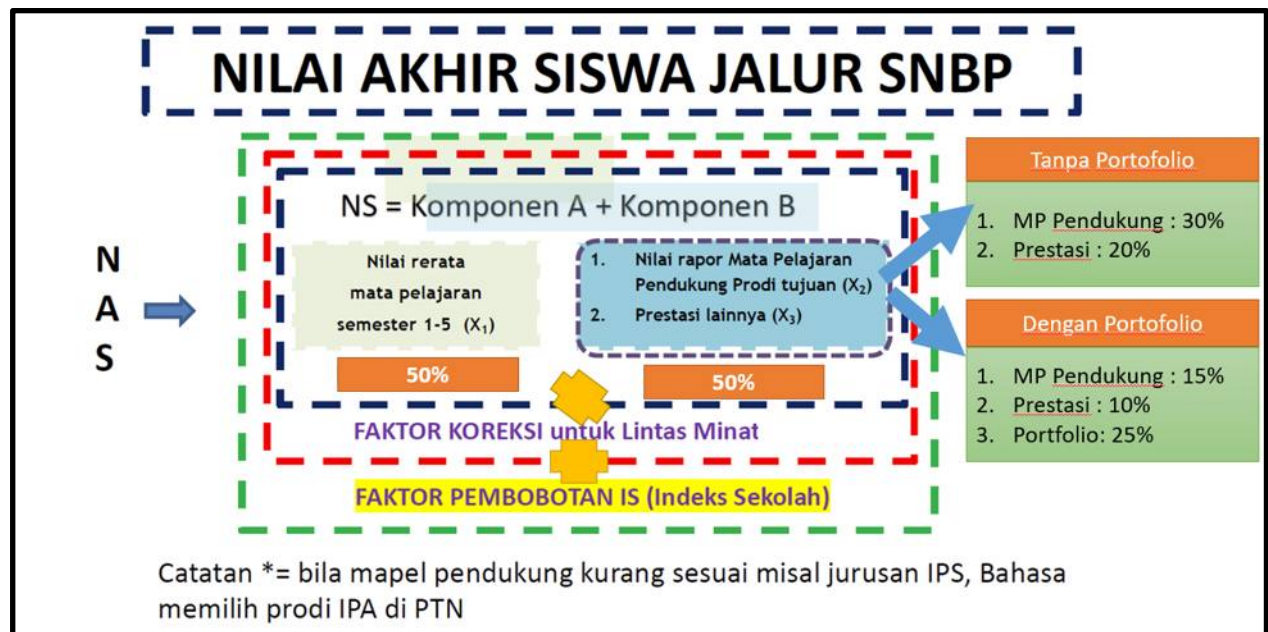 NILAI AKHIR SISWA JALUR SNBP
N
A
S
NS = Komponen A + Komponen B
Nilai rerata
mata pelajaran
semester 1-5 (X₁)
50%
1. Nilai rapor Mata Pelajaran
Pendukung Prodi tujuan (X₂)
2. Prestasi lainnya (X₃)
50%
FAKTOR KOREKSI untuk Lintas Minat
FAKTOR PEMBOBOTAN IS (Indeks Sekolah)
Tanpa Portofolio
1. MP Pendukung : 30%
2. Prestasi : 20%
Dengan Portofolio
1. MP Pendukung : 15%
2. Prestasi : 10%
3. Portfolio: 25%
Catatan *= bila mapel pendukung kurang sesuai misal jurusan IPS, Bahasa
memilih prodi IPA di PTN